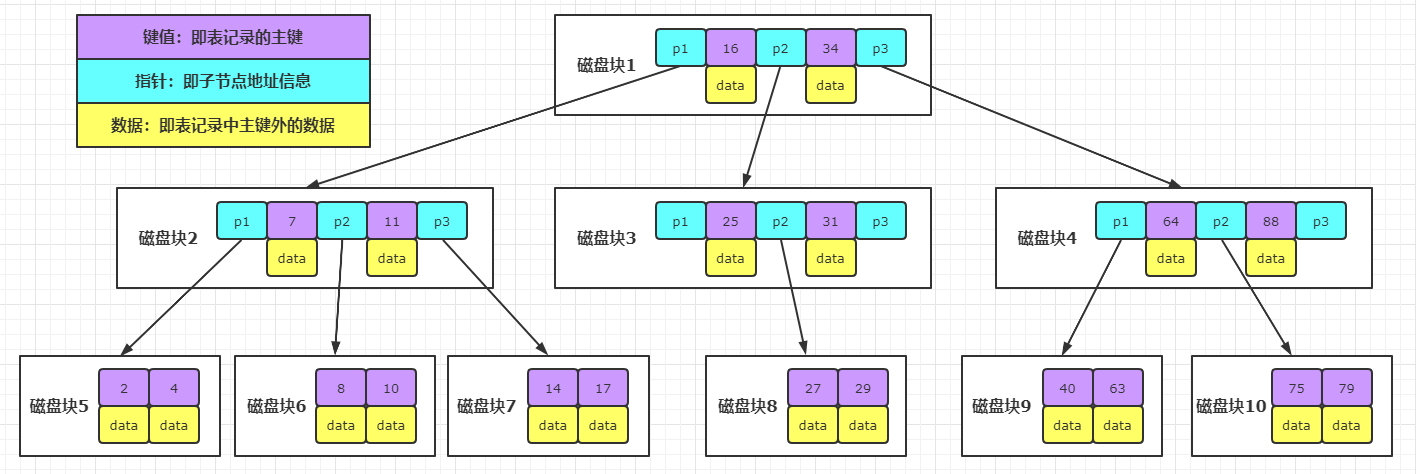 键值：即表记录的主键
指针：即子节点地址信息
数据：即表记录中主键外的数据
磁盘块1
p1 16 p2 34 p3
data data
磁盘块2
p1 7 p2 11 p3
data data
磁盘块3
p1 25 p2 31 p3
data data
磁盘块4
p1 64 p2 88 p3
data data
磁盘块5
2 4
data data
磁盘块6
8 10
data data
磁盘块7
14 17
data data
磁盘块8
27 29
data data
磁盘块9
40 63
data data
磁盘块10
75 79
data data